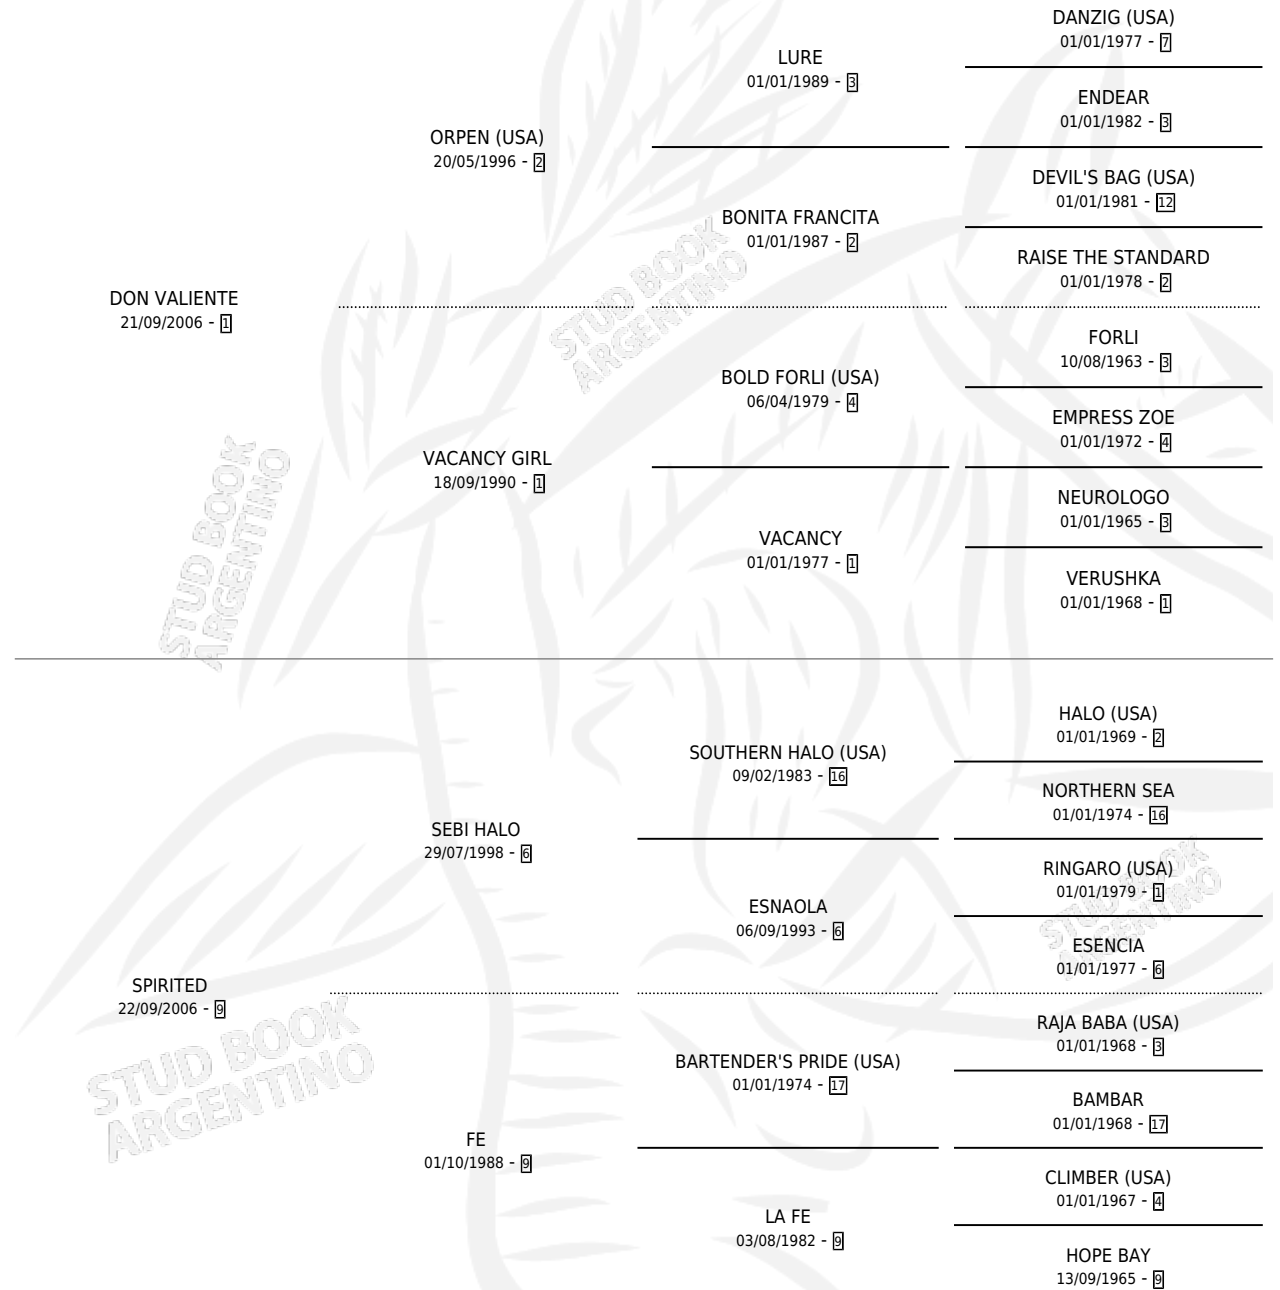 DON VALIENTE
21/09/2006 - 1
ORPEN (USA)
20/05/1996 - 2
LURE
01/01/1989 - 3
DANZIG (USA)
01/01/1977 - 7
ENDEAR
01/01/1982 - 3
BONITA FRANCITA
01/01/1987 - 2
DEVIL'S BAG (USA)
01/01/1981 - 12
RAISE THE STANDARD
01/01/1978 - 2
VACANCY GIRL
18/09/1990 - 1
BOLD FORLI (USA)
06/04/1979 - 4
FORLI
10/08/1963 - 3
EMPRESS ZOE
01/01/1972 - 4
VACANCY
01/01/1977 - 1
NEUROLOGO
01/01/1965 - 3
VERUSHKA
01/01/1968 - 1
SPIRITED
22/09/2006 - 9
SEBI HALO
29/07/1998 - 6
SOUTHERN HALO (USA)
09/02/1983 - 16
HALO (USA)
01/01/1969 - 2
NORTHERN SEA
01/01/1974 - 16
ESNAOLA
06/09/1993 - 6
RINGARO (USA)
01/01/1979 - 1
ESENCIA
01/01/1977 - 6
FE
01/10/1988 - 9
BARTENDER'S PRIDE (USA)
01/01/1974 - 17
RAJA BABA (USA)
01/01/1968 - 3
BAMBAR
01/01/1968 - 17
LA FE
03/08/1982 - 9
CLIMBER (USA)
01/01/1967 - 4
HOPE BAY
13/09/1965 - 9
STUD BOOK
ARGENTINO
STUD BOOK
ARGENTINO
STUD BOOK
ARGENTINO
STUD BOOK
ARGENTINO